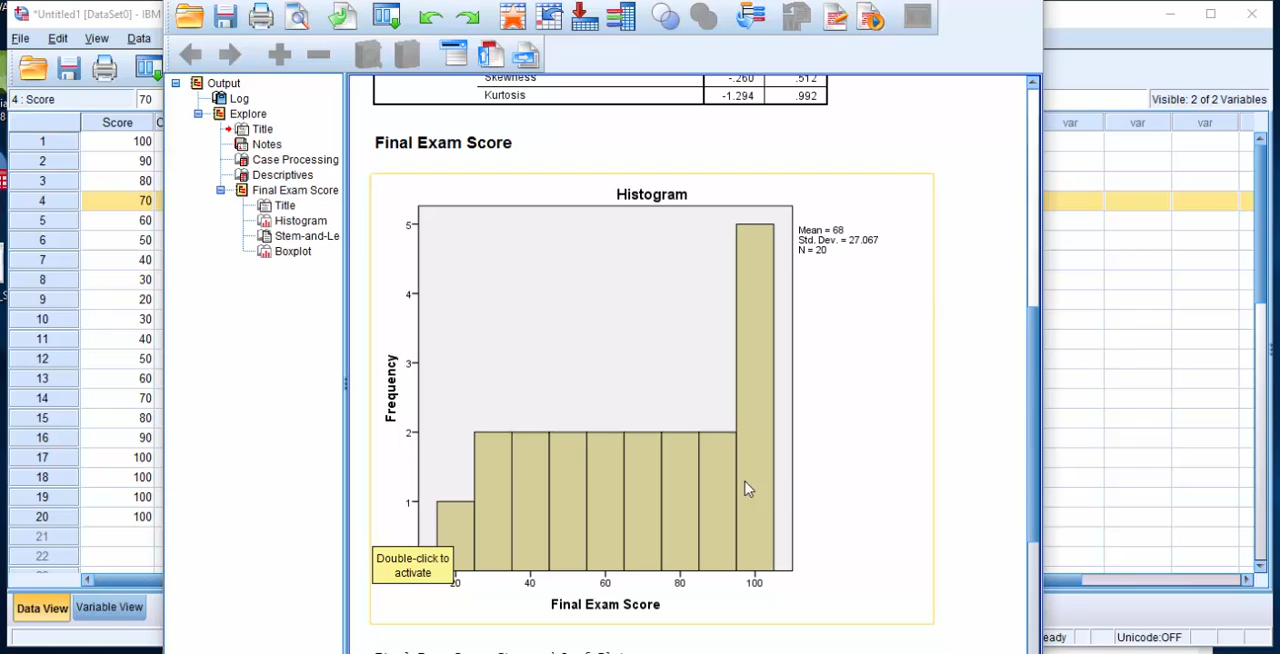 *Untitled1 [DataSet0] - IBM
File Edit View Data
4 : Score 70
Visible: 2 of 2 Variables
Score
var var var
1 100
2 90
3 80
4 70
5 60
6 50
7 40
8 30
9 20
10 30
11 40
12 50
13 60
14 70
15 80
16 90
17 100
18 100
19 100
20 100
21
22
Data View Variable View
Unicode:OFF
Output
Log
Explore
Title
Notes
Case Processing
Descriptives
Final Exam Score
Title
Histogram
Stem-and-Le
Boxplot
Skewness -.260 .512
Kurtosis -1.294 .992
Final Exam Score
Histogram
Mean = 68
Std. Dev. = 27.067
N = 20
Frequency
5
4
3
2
1
20 40 60 80 100
Final Exam Score
Double-click to
activate